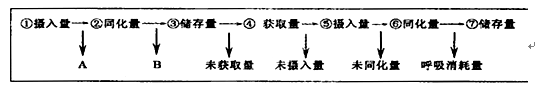 ①摄入量→②同化量→③储存量→④ 获取量→⑤摄入量→⑥同化量→⑦储存量
A B 未获取量 未摄入量 未同化量 呼吸消耗量